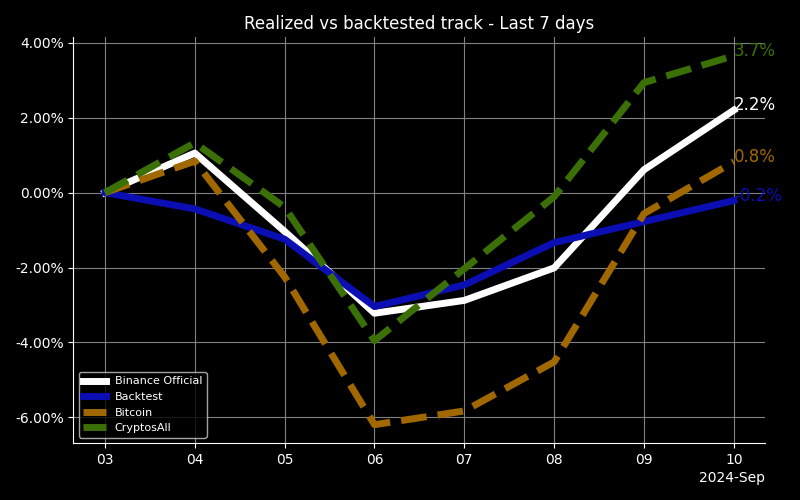 Realized vs backtested track - Last 7 days
4.00%
2.00%
0.00%
-2.00%
-4.00%
-6.00%
3.7%
2.2%
0.8%
-0.2%
Binance Official
Backtest
Bitcoin
CryptosAll
03 04 05 06 07 08 09 10
2024-Sep